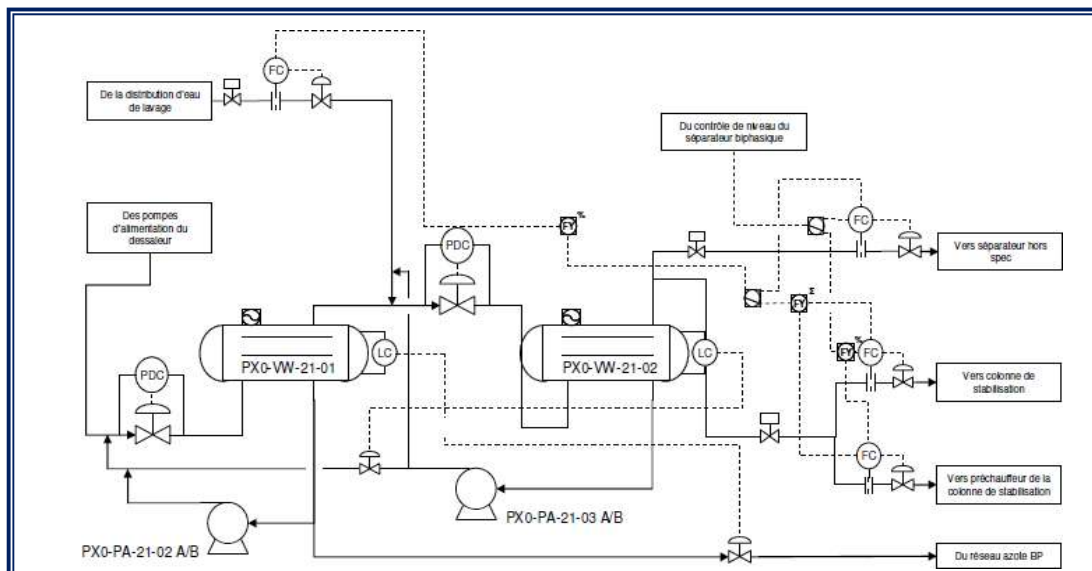 FC
De la distribution d'eau
de lavage
Du contrôle de niveau du
séparateur biphasique
Des pompes
d'alimentation du
dessaleur
FY
%
FC
PDC
Vers séparateur hors
spec
FY
Σ
PX0-VW-21-01
LC
PX0-VW-21-02
LC
FY
%
FC
PDC
Vers colonne de
stabilisation
FC
Vers préchauffeur de la
colonne de stabilisation
PX0-PA-21-03 A/B
PX0-PA-21-02 A/B
Du réseau azote BP